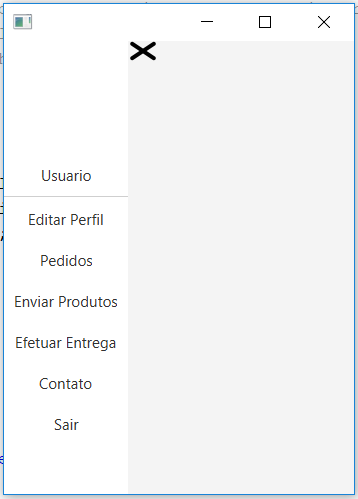 Usuario
Editar Perfil
Pedidos
Enviar Produtos
Efetuar Entrega
Contato
Sair